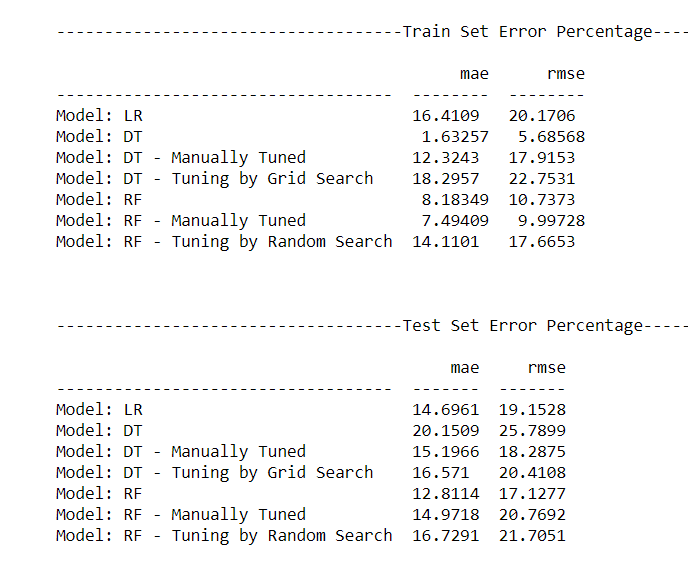 ------------------------------------Train Set Error Percentage----
                                          mae      rmse
-----------------------------------  --------  --------
Model: LR                            16.4109   20.1706
Model: DT                             1.63257   5.68568
Model: DT - Manually Tuned           12.3243   17.9153
Model: DT - Tuning by Grid Search    18.2957   22.7531
Model: RF                             8.18349  10.7373
Model: RF - Manually Tuned            7.49409   9.99728
Model: RF - Tuning by Random Search  14.1101   17.6653
------------------------------------Test Set Error Percentage-----
                                         mae     rmse
-----------------------------------  -------  -------
Model: LR                            14.6961  19.1528
Model: DT                            20.1509  25.7899
Model: DT - Manually Tuned           15.1966  18.2875
Model: DT - Tuning by Grid Search    16.571   20.4108
Model: RF                            12.8114  17.1277
Model: RF - Manually Tuned           14.9718  20.7692
Model: RF - Tuning by Random Search  16.7291  21.7051